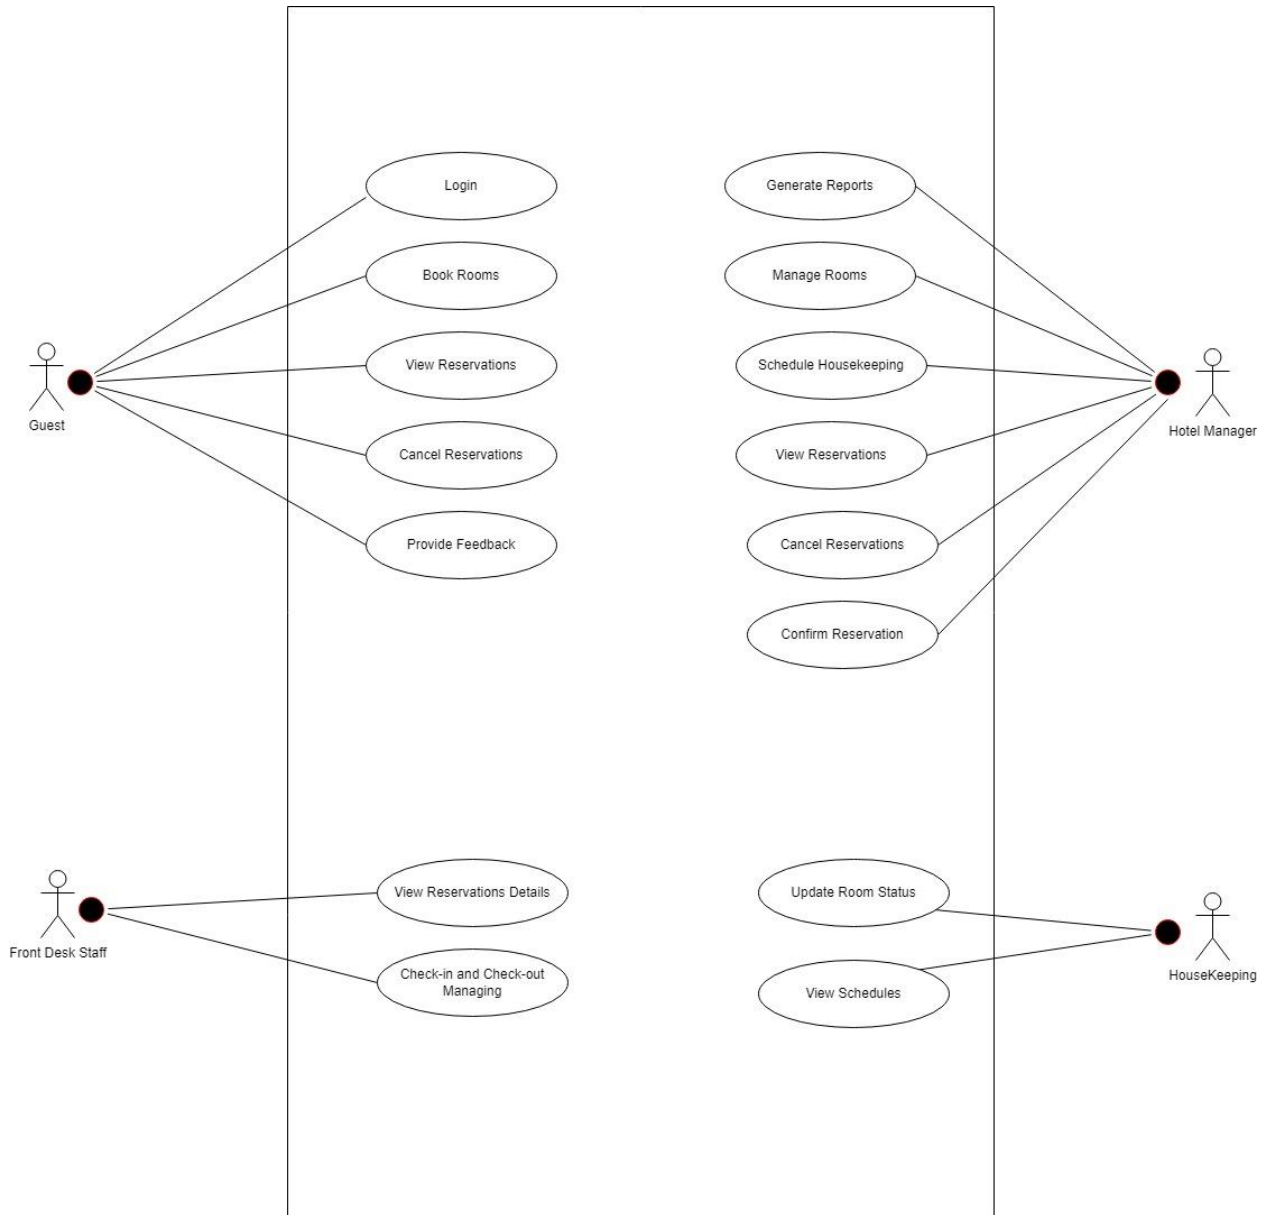 Login
Book Rooms
View Reservations
Cancel Reservations
Provide Feedback
Guest
Generate Reports
Manage Rooms
Schedule Housekeeping
View Reservations
Cancel Reservations
Confirm Reservation
Hotel Manager
View Reservations Details
Check-in and Check-out
Managing
Front Desk Staff
Update Room Status
View Schedules
HouseKeeping